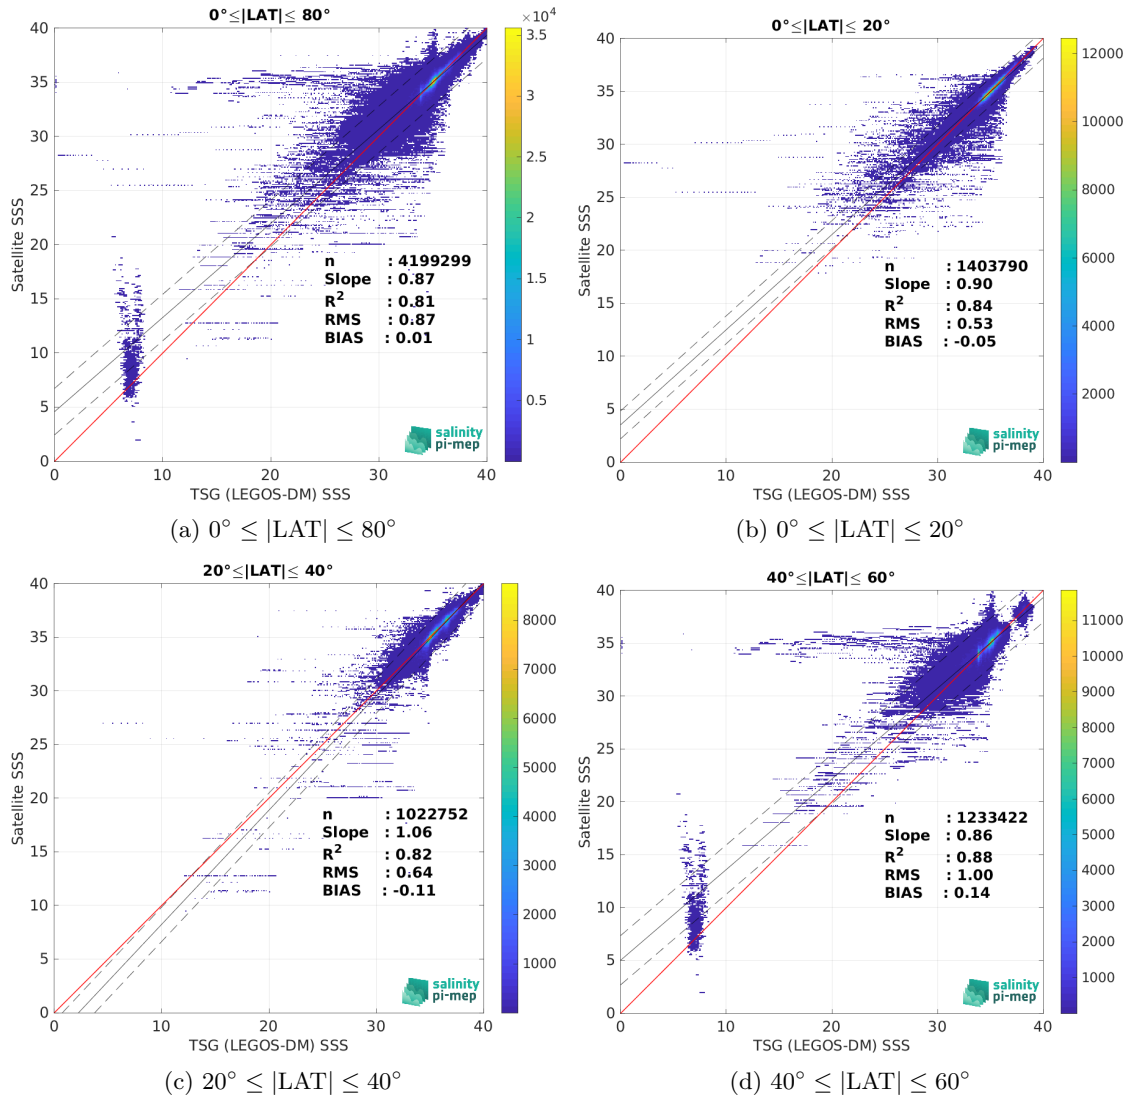 0°≤|LAT|≤ 80°
×10⁴
Satellite SSS
40
35
30
25
20
15
10
5
0
n : 4199299
Slope : 0.87
R² : 0.81
RMS : 0.87
BIAS : 0.01
salinity
pi-mep
0 10 20 30 40
TSG (LEGOS-DM) SSS
3.5
3
2.5
2
1.5
1
0.5
(a) 0° ≤ |LAT| ≤ 80°
0°≤|LAT|≤ 20°
Satellite SSS
40
35
30
25
20
15
10
5
0
n : 1403790
Slope : 0.90
R² : 0.84
RMS : 0.53
BIAS : -0.05
salinity
pi-mep
0 10 20 30 40
TSG (LEGOS-DM) SSS
12000
10000
8000
6000
4000
2000
(b) 0° ≤ |LAT| ≤ 20°
20°≤|LAT|≤ 40°
Satellite SSS
40
35
30
25
20
15
10
5
0
n : 1022752
Slope : 1.06
R² : 0.82
RMS : 0.64
BIAS : -0.11
salinity
pi-mep
0 10 20 30 40
TSG (LEGOS-DM) SSS
8000
7000
6000
5000
4000
3000
2000
1000
(c) 20° ≤ |LAT| ≤ 40°
40°≤|LAT|≤ 60°
Satellite SSS
40
35
30
25
20
15
10
5
0
n : 1233422
Slope : 0.86
R² : 0.88
RMS : 1.00
BIAS : 0.14
salinity
pi-mep
0 10 20 30 40
TSG (LEGOS-DM) SSS
11000
10000
9000
8000
7000
6000
5000
4000
3000
2000
1000
0
(d) 40° ≤ |LAT| ≤ 60°